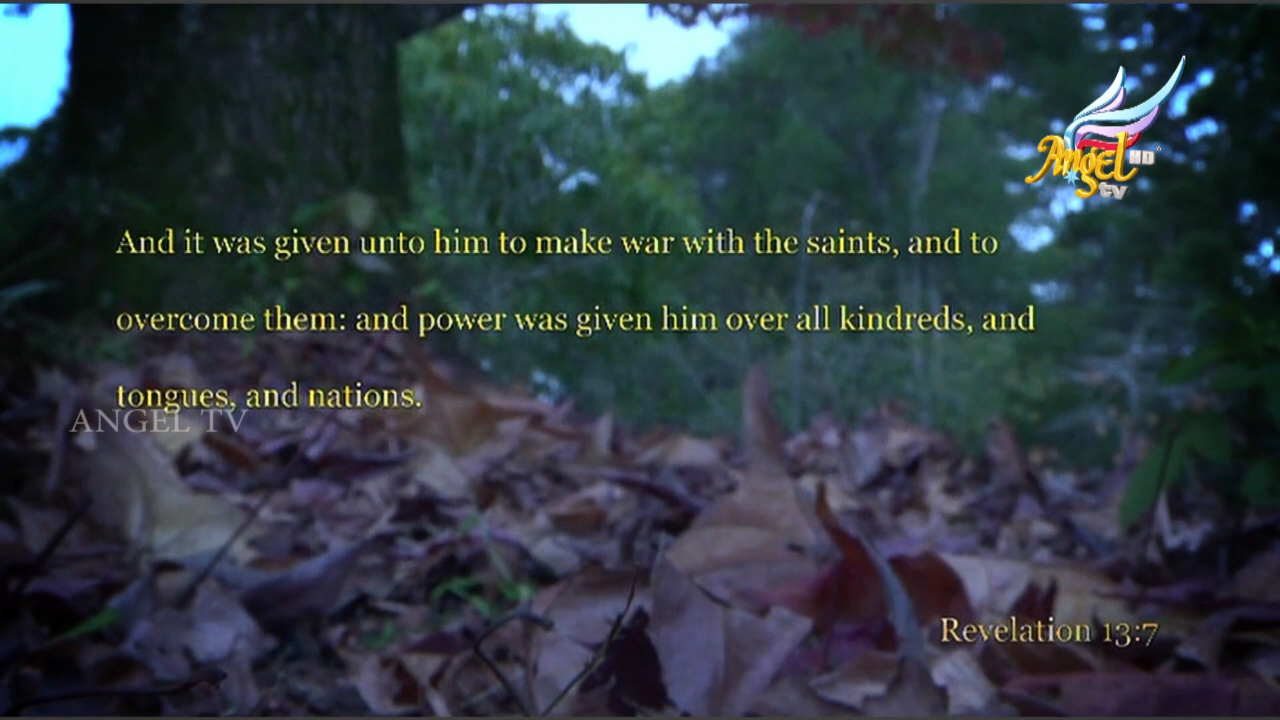 Angel HD
tv
And it was given unto him to make war with the saints, and to
overcome them: and power was given him over all kindreds, and
tongues, and nations.
ANGEL TV
Revelation 13:7